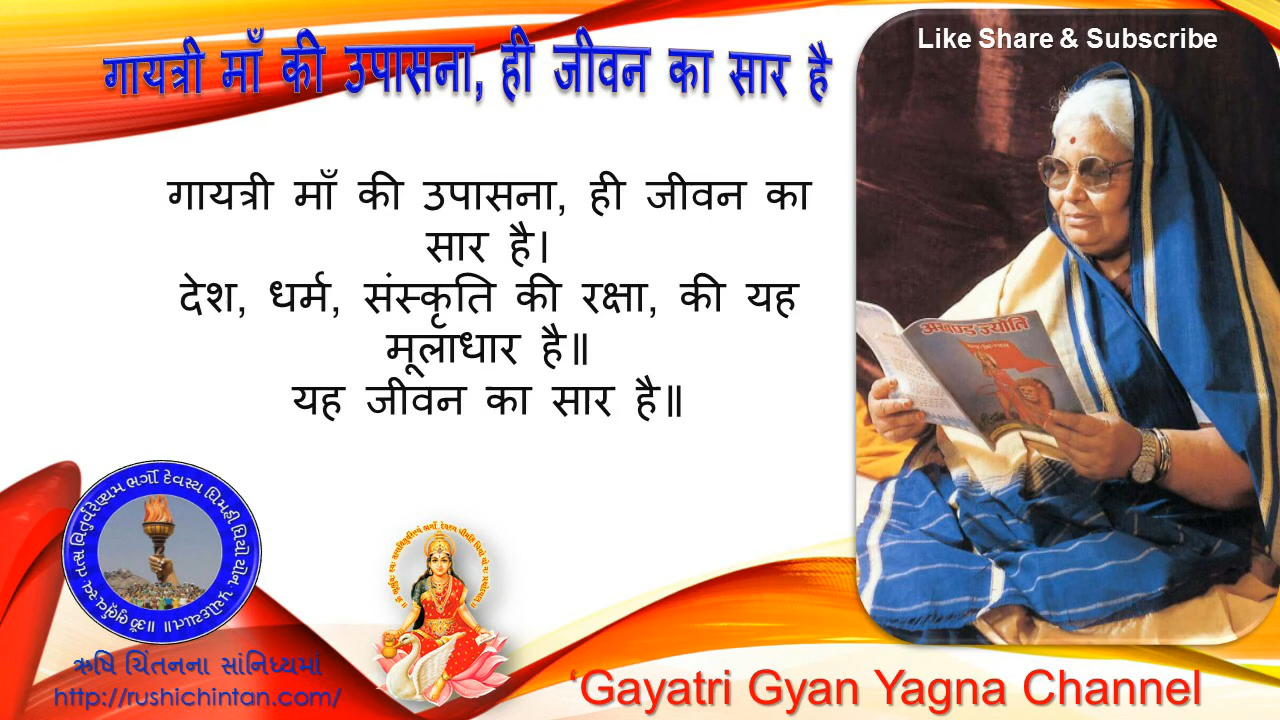 Like Share & Subscribe
गायत्री माँ की उपासना, ही जीवन का सार है
गायत्री माँ की उपासना, ही जीवन का
सार है।
देश, धर्म, संस्कृति की रक्षा, की यह
मूलाधार है॥
यह जीवन का सार है॥
अखण्ड ज्योति
ઋષિ ચિંતનના સાંનિધ્યમાં
http://rushichintan.com/
‘Gayatri Gyan Yagna Channel